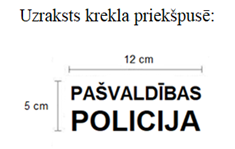 Uzraksts krekla priekšpusē:
12 cm
5 cm
PAŠVALDĪBAS
POLICIJA